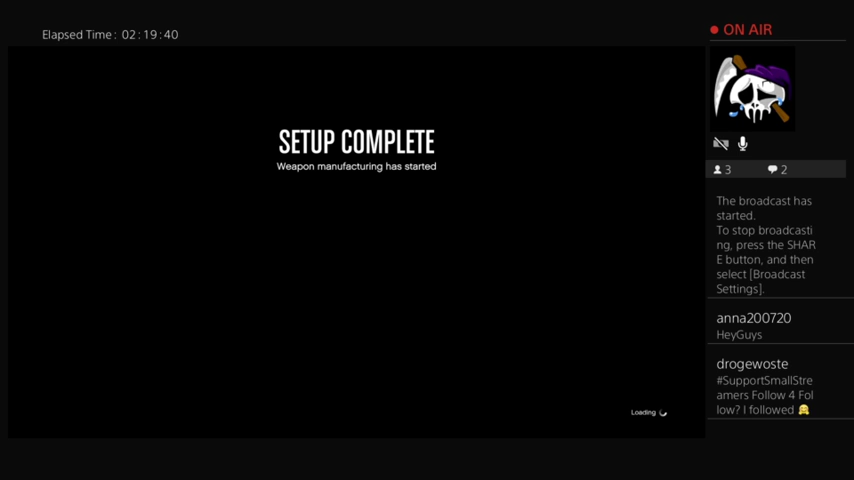 Elapsed Time: 02:19:40
ON AIR
SETUP COMPLETE
Weapon manufacturing has started
Loading
3 2
The broadcast has
started.
To stop broadcasti
ng, press the SHAR
E button, and then
select [Broadcast
Settings].
anna200720
HeyGuys
drogewoste
#SupportSmallStre
amers Follow 4 Fol
low? I followed 🤗